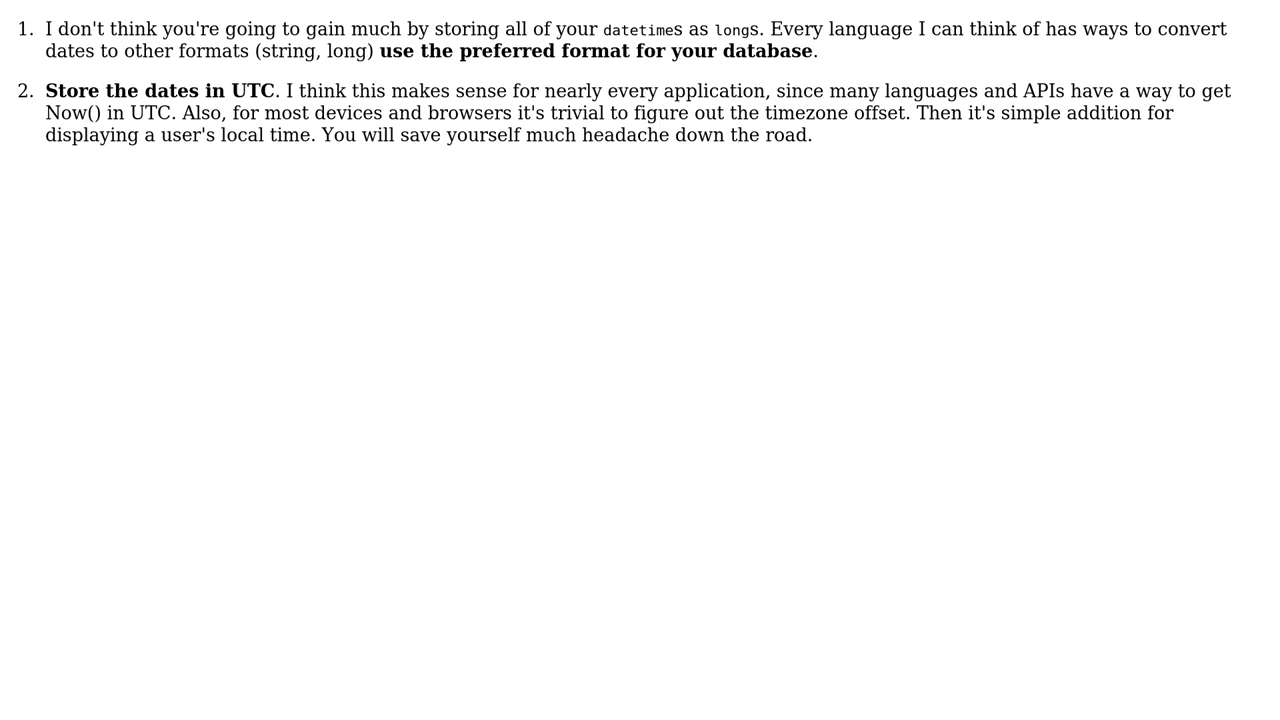 1. I don't think you're going to gain much by storing all of your datetimes as longs. Every language I can think of has ways to convert
dates to other formats (string, long) use the preferred format for your database.
2. Store the dates in UTC. I think this makes sense for nearly every application, since many languages and APIs have a way to get
Now() in UTC. Also, for most devices and browsers it's trivial to figure out the timezone offset. Then it's simple addition for
displaying a user's local time. You will save yourself much headache down the road.